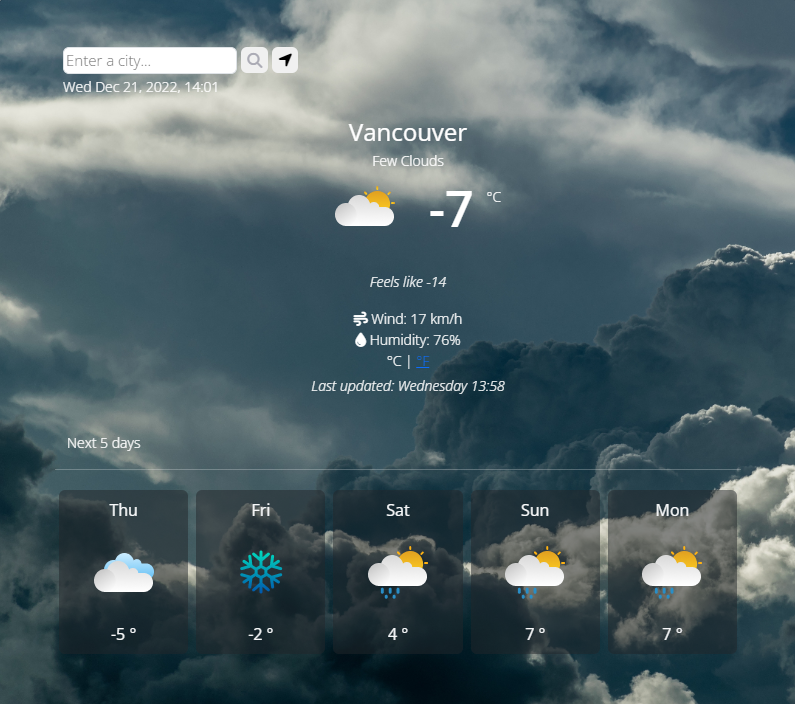 Enter a city...
Wed Dec 21, 2022, 14:01
Vancouver
Few Clouds
-7 °C
Feels like -14
Wind: 17 km/h
Humidity: 76%
°C | °F
Last updated: Wednesday 13:58
Next 5 days
Thu Fri Sat Sun Mon
-5 ° -2 ° 4 ° 7 ° 7 °